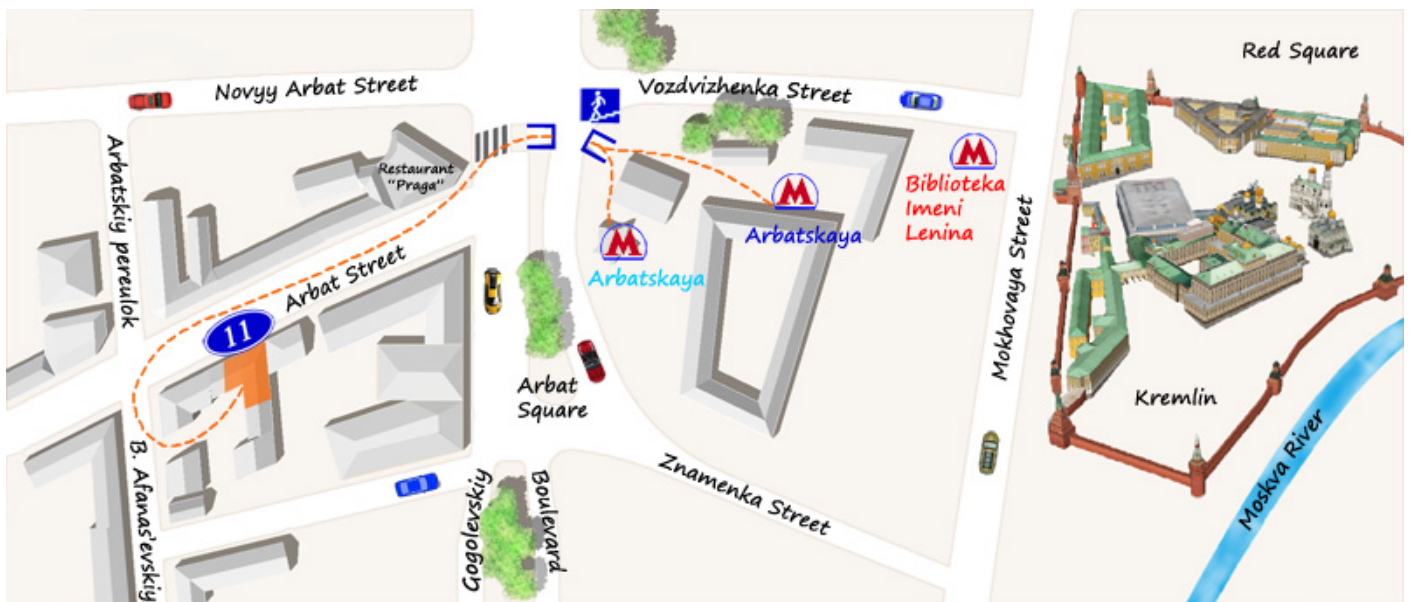 Red Square
Novyy Arbat Street
Vozdvizhenka Street
Arbatskiy pereulok
Restaurant
"Praga"
M
Biblioteka
Imeni
Lenina
M
Arbatskaya
M
Arbatskaya
Arbat Street
11
Mokhovaya Street
Arbat
Square
Kremlin
B. Afanas'evskiy
Gogolevskiy
Boulevard
Znamenka Street
Moskva River